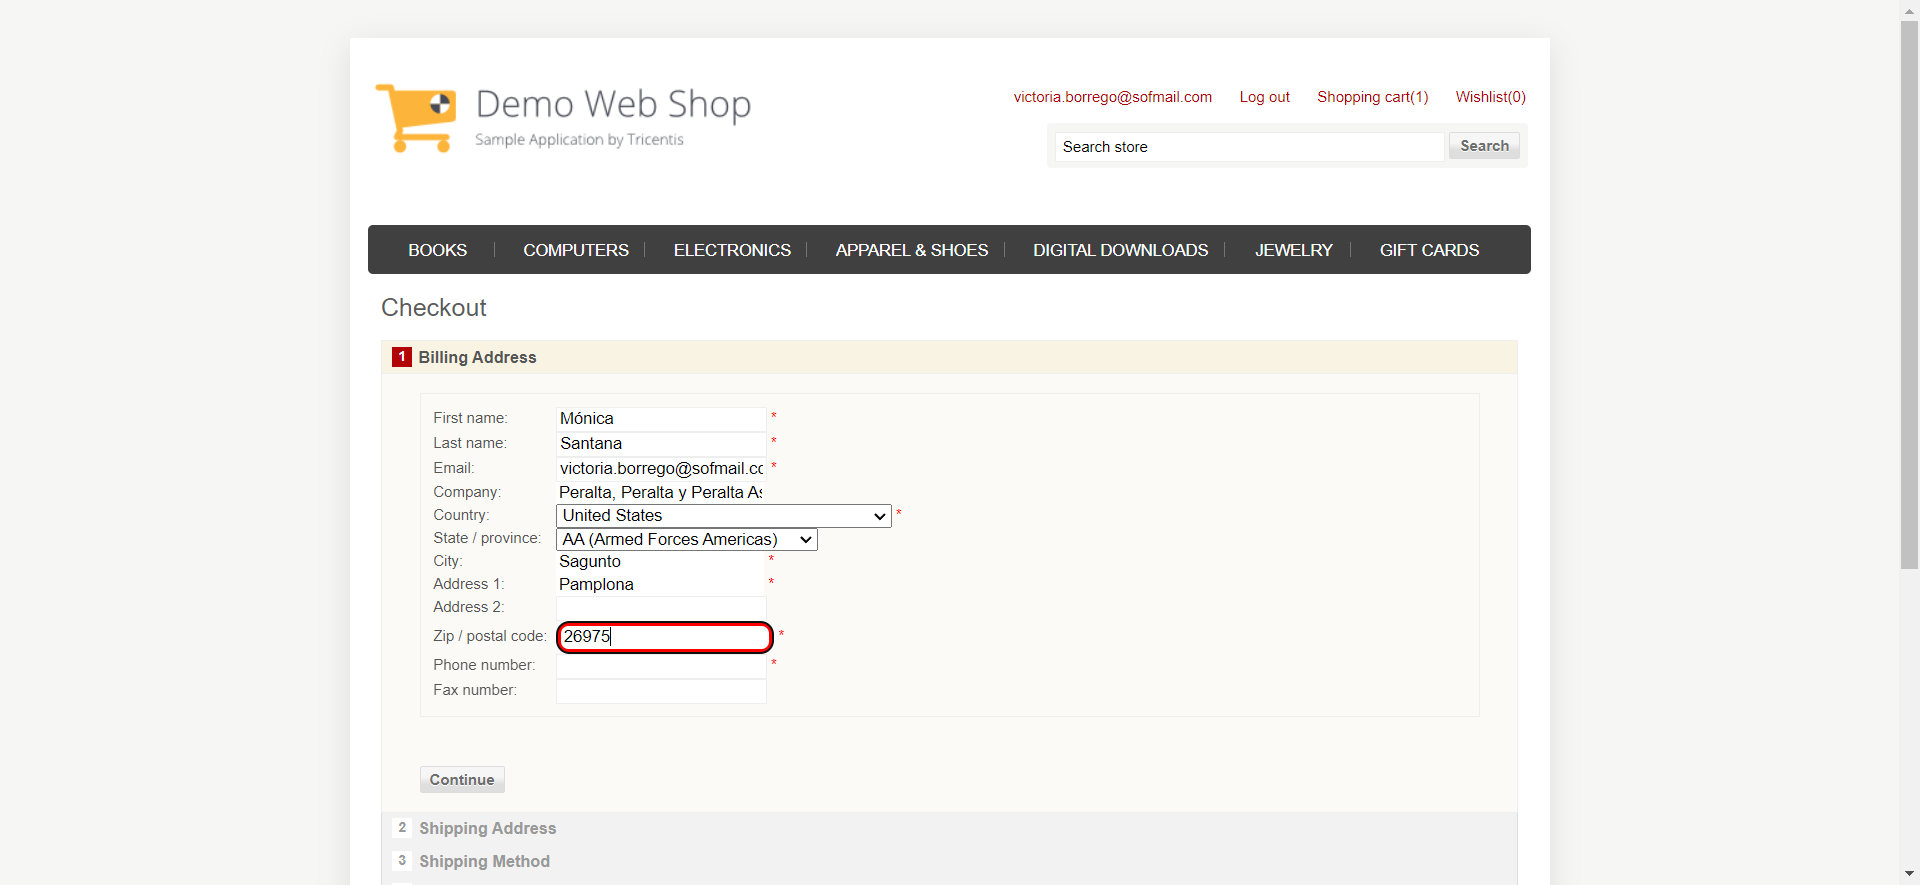 Demo Web Shop
Sample Application by Tricentis
victoria.borrego@sofmail.com Log out Shopping cart(1) Wishlist(0)
Search store Search
BOOKS COMPUTERS ELECTRONICS APPAREL & SHOES DIGITAL DOWNLOADS JEWELRY GIFT CARDS
Checkout
1 Billing Address
First name: Mónica *
Last name: Santana *
Email: victoria.borrego@sofmail.co *
Company: Peralta, Peralta y Peralta As
Country: United States *
State / province: AA (Armed Forces Americas)
City: Sagunto *
Address 1: Pamplona *
Address 2:
Zip / postal code: 26975 *
Phone number: *
Fax number:
Continue
2 Shipping Address
3 Shipping Method